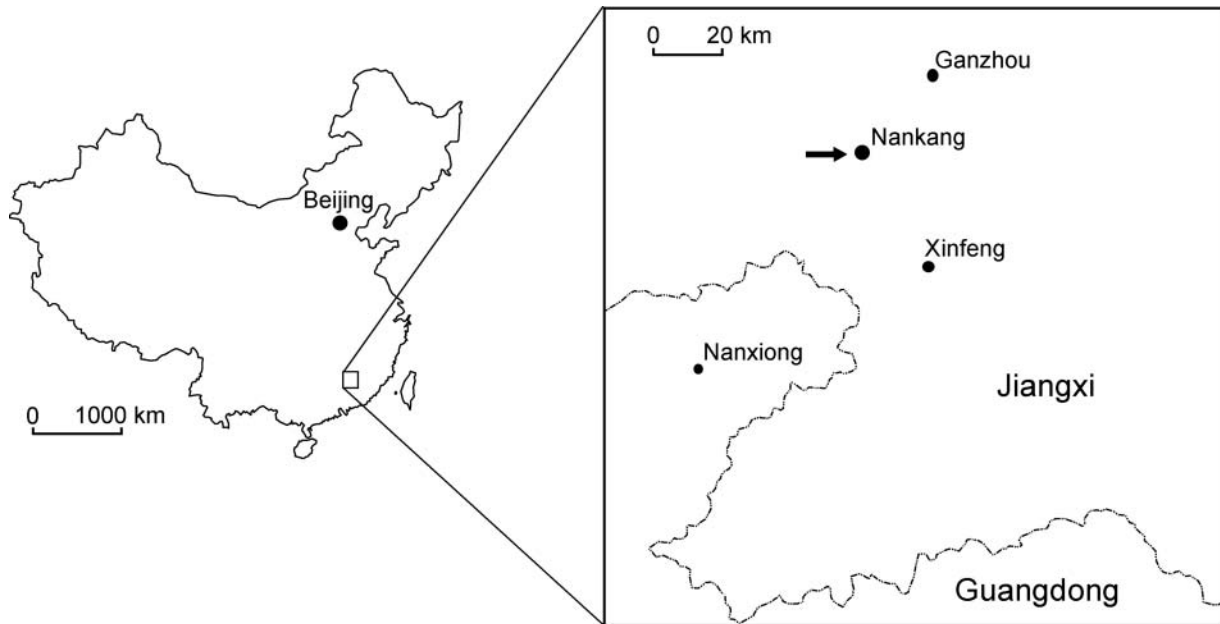 Beijing
0 1000 km
0 20 km
Ganzhou
Nankang
Xinfeng
Nanxiong
Jiangxi
Guangdong